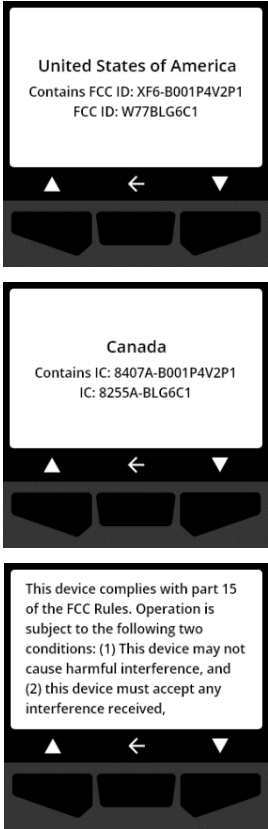 United States of America
Contains FCC ID: XF6-B001P4V2P1
FCC ID: W77BLG6C1
Canada
Contains IC: 8407A-B001P4V2P1
IC: 8255A-BLG6C1
This device complies with part 15
of the FCC Rules. Operation is
subject to the following two
conditions: (1) This device may not
cause harmful interference, and
(2) this device must accept any
interference received,